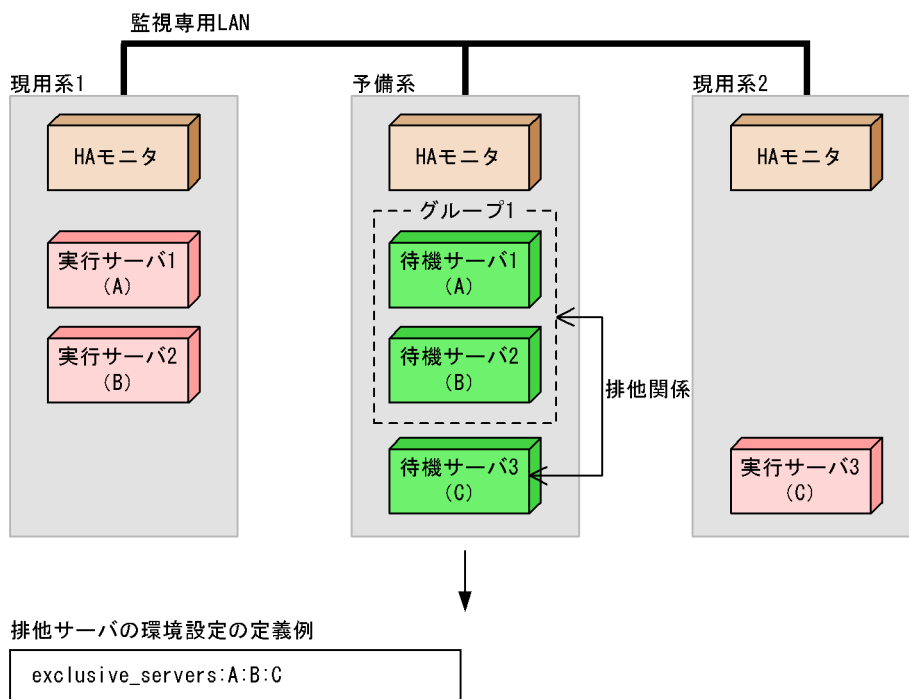 監視専用LAN
現用系1
予備系
現用系2
HAモニタ
HAモニタ
HAモニタ
グループ1
実行サーバ1
(A)
待機サーバ1
(A)
実行サーバ2
(B)
待機サーバ2
(B)
排他関係
待機サーバ3
(C)
実行サーバ3
(C)
排他サーバの環境設定の定義例
exclusive_servers:A:B:C